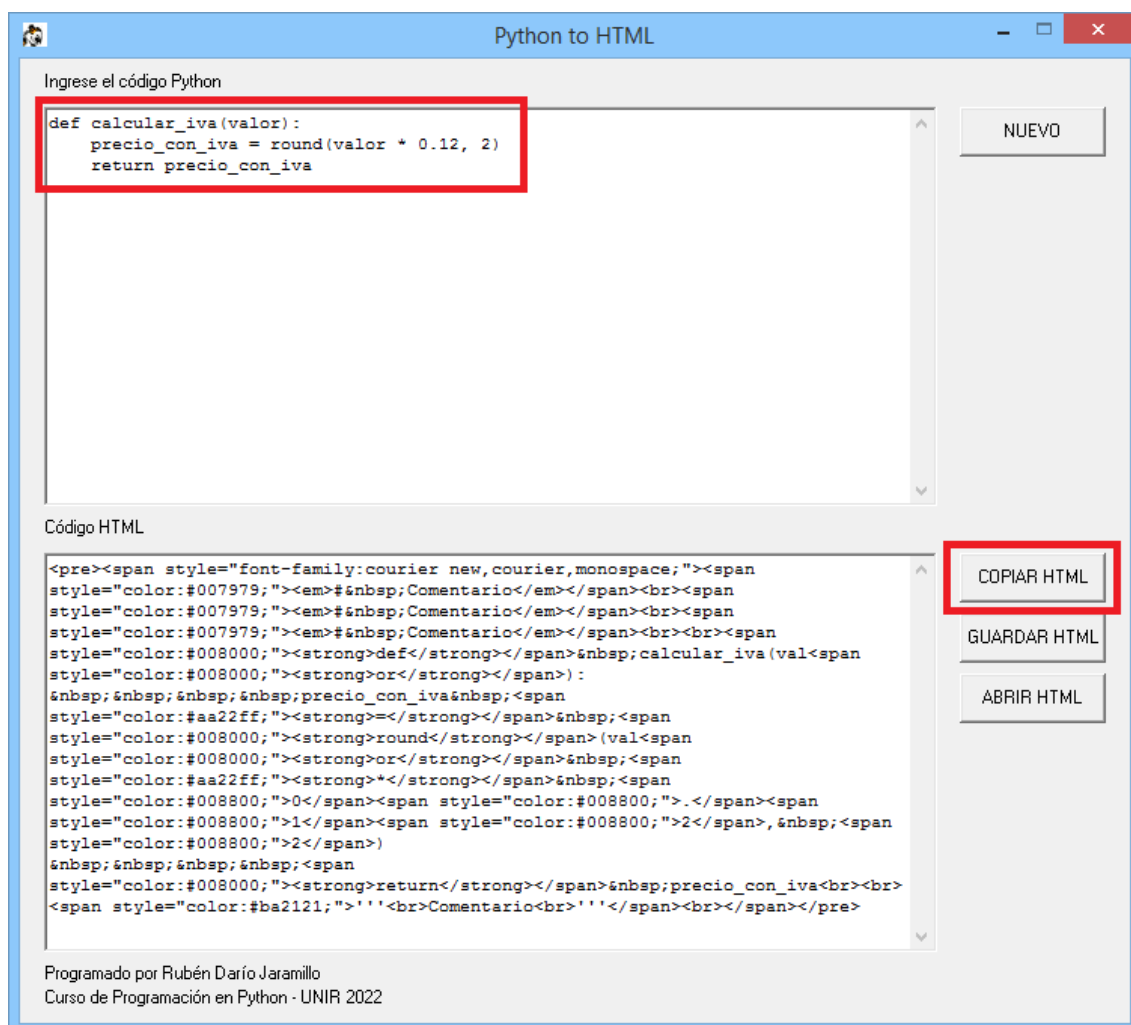 Python to HTML
Ingrese el código Python
def calcular_iva(valor):
    precio_con_iva = round(valor * 0.12, 2)
    return precio_con_iva
NUEVO
Código HTML
<pre><span style="font-family:courier new,courier,monospace;"><span
style="color:#007979;"><em>#&nbsp;Comentario</em></span><br><span
style="color:#007979;"><em>#&nbsp;Comentario</em></span><br><span
style="color:#007979;"><em>#&nbsp;Comentario</em></span><br><br><span
style="color:#008000;"><strong>def</strong></span>&nbsp;calcular_iva(val<span
style="color:#008000;"><strong>or</strong></span>):
&nbsp;&nbsp;&nbsp;&nbsp;precio_con_iva&nbsp;<span
style="color:#aa22ff;"><strong>=</strong></span>&nbsp;<span
style="color:#008000;"><strong>round</strong></span>(val<span
style="color:#008000;"><strong>or</strong></span>&nbsp;<span
style="color:#aa22ff;"><strong>*</strong></span>&nbsp;<span
style="color:#008800;">0</span><span style="color:#008800;">.</span><span
style="color:#008800;">1</span><span style="color:#008800;">2</span>,&nbsp;<span
style="color:#008800;">2</span>)
&nbsp;&nbsp;&nbsp;&nbsp;<span
style="color:#008000;"><strong>return</strong></span>&nbsp;precio_con_iva<br><br>
<span style="color:#ba2121;">'''<br>Comentario<br>'''</span><br></span></pre>
COPIAR HTML
GUARDAR HTML
ABRIR HTML
Programado por Rubén Darío Jaramillo
Curso de Programación en Python - UNIR 2022